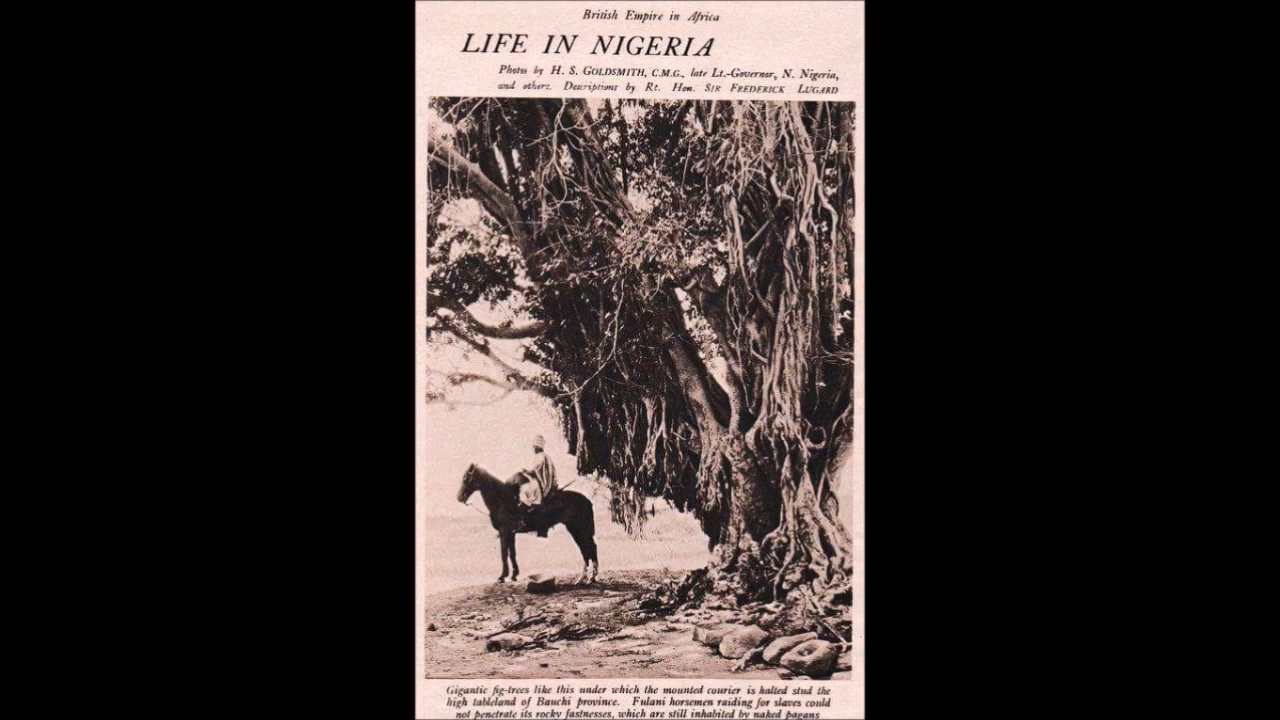 British Empire in Africa
LIFE IN NIGERIA
Photos by H. S. GOLDSMITH, C.M.G., late Lt.-Governor, N. Nigeria,
and others. Descriptions by Rt. Hon. SIR FREDERICK LUGARD
Gigantic fig-trees like this under which the mounted courier is halted stud the
high tableland of Bauchi province. Fulani horsemen raiding for slaves could
not penetrate its rocky fastnesses, which are still inhabited by naked pagans